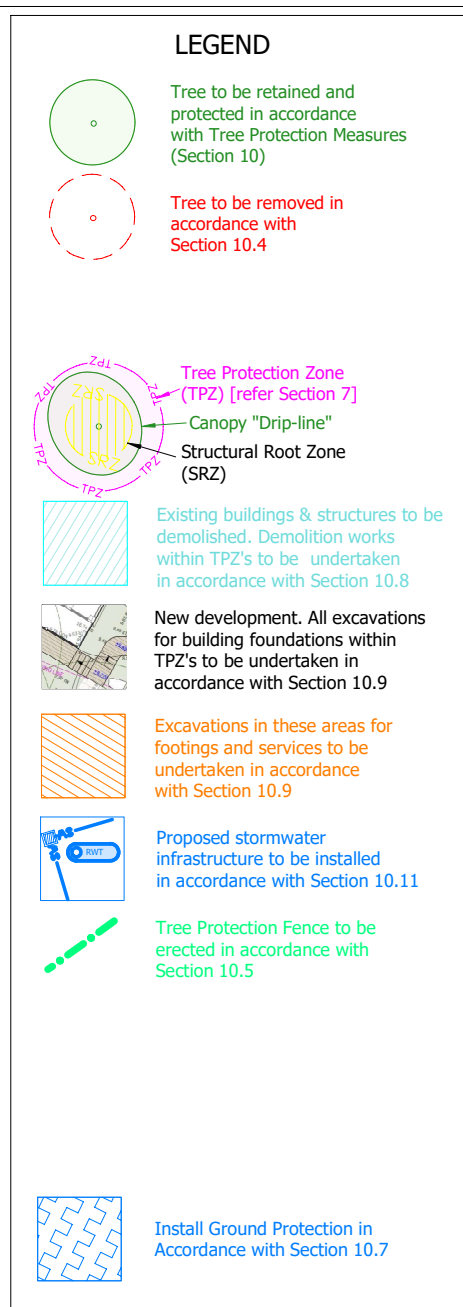 LEGEND
Tree to be retained and
protected in accordance
with Tree Protection Measures
(Section 10)
Tree to be removed in
accordance with
Section 10.4
TPZ
TPZ
TPZ
TPZ
TPZ
TPZ
SRZ
SRZ
Tree Protection Zone
(TPZ) [refer Section 7]
Canopy "Drip-line"
Structural Root Zone
(SRZ)
Existing buildings & structures to be
demolished. Demolition works
within TPZ's to be undertaken
in accordance with Section 10.8
New development. All excavations
for building foundations within
TPZ's to be undertaken in
accordance with Section 10.9
Excavations in these areas for
footings and services to be
undertaken in accordance
with Section 10.9
SW
SW
RWT
Proposed stormwater
infrastructure to be installed
in accordance with Section 10.11
Tree Protection Fence to be
erected in accordance with
Section 10.5
Install Ground Protection in
Accordance with Section 10.7